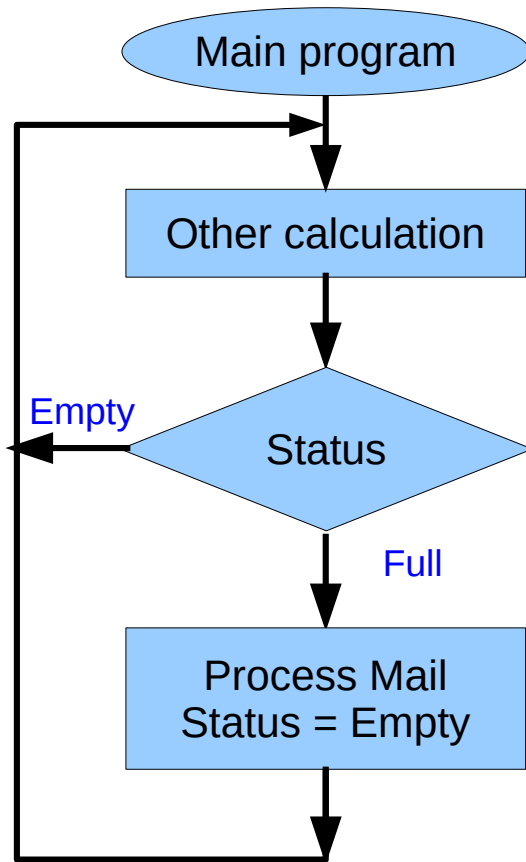 Main program
Other calculation
Empty
Status
Full
Process Mail
Status = Empty